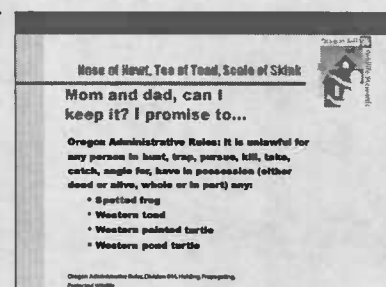 Nose of Newt, Toe of Toad, Scale of Skink
Mom and dad, can I
keep it? I promise to...
Oregon Administrative Rules: It is unlawful for
any person to hunt, trap, pursue, kill, take,
catch, angle for, have in possession (either
dead or alive, whole or in part) any:
• Spotted frog
• Western toad
• Western painted turtle
• Western pond turtle
Oregon Administrative Rules, Division 044, Holding, Propagating,
Protected Wildlife